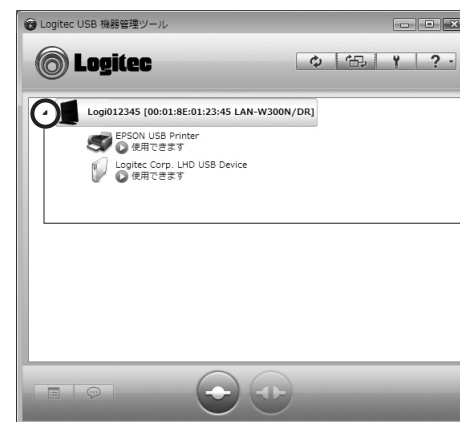 Logitec USB 機器管理ツール
Logitec
?
Logi012345 [00:01:8E:01:23:45 LAN-W300N/DR]
EPSON USB Printer
使用できます
Logitec Corp. LHD USB Device
使用できます